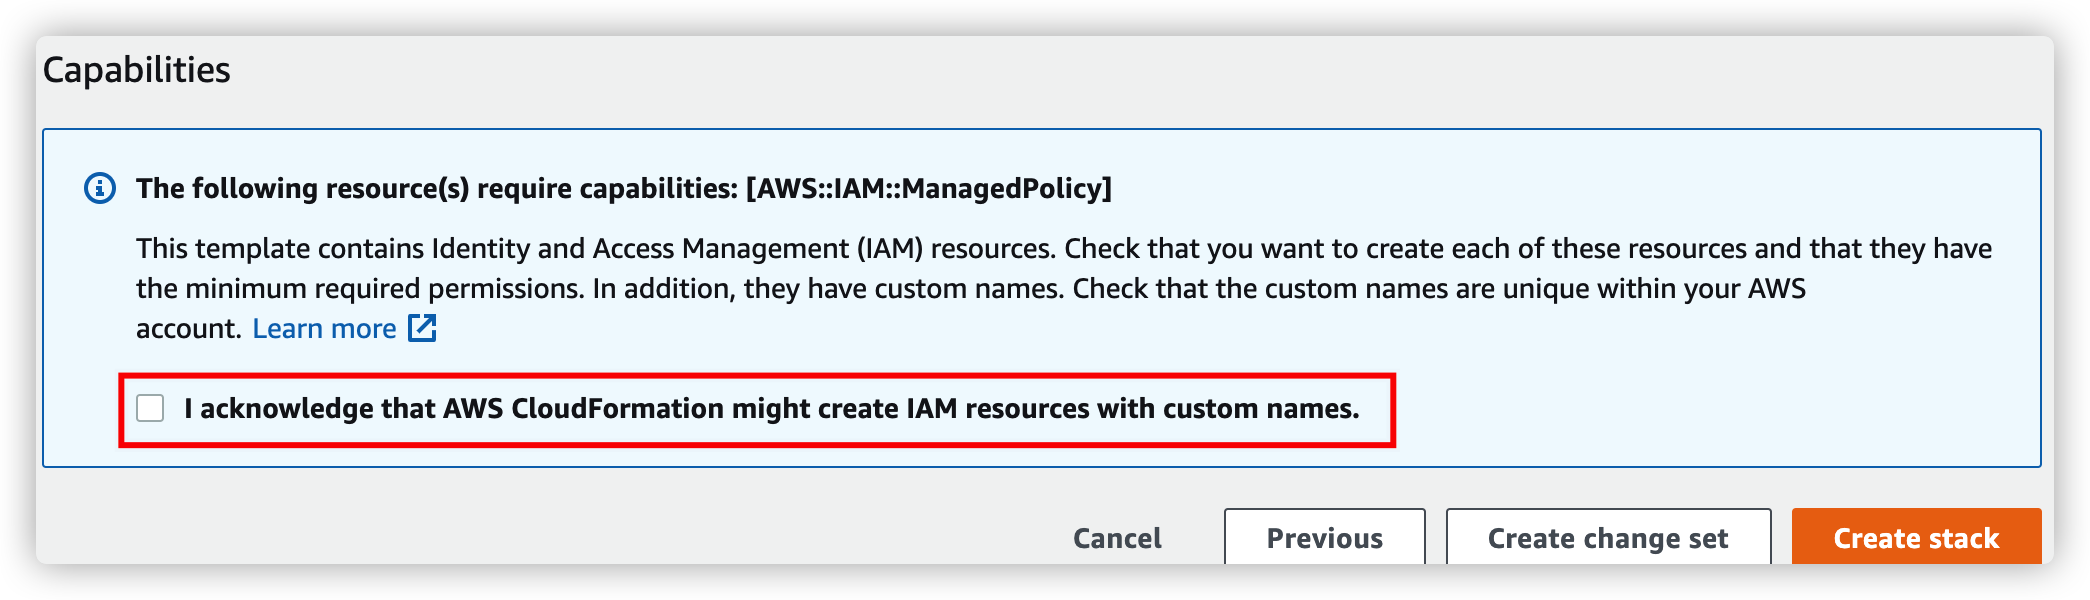 Capabilities
The following resource(s) require capabilities: [AWS::IAM::ManagedPolicy]
This template contains Identity and Access Management (IAM) resources. Check that you want to create each of these resources and that they have
the minimum required permissions. In addition, they have custom names. Check that the custom names are unique within your AWS
account. Learn more
I acknowledge that AWS CloudFormation might create IAM resources with custom names.
Cancel Previous Create change set Create stack